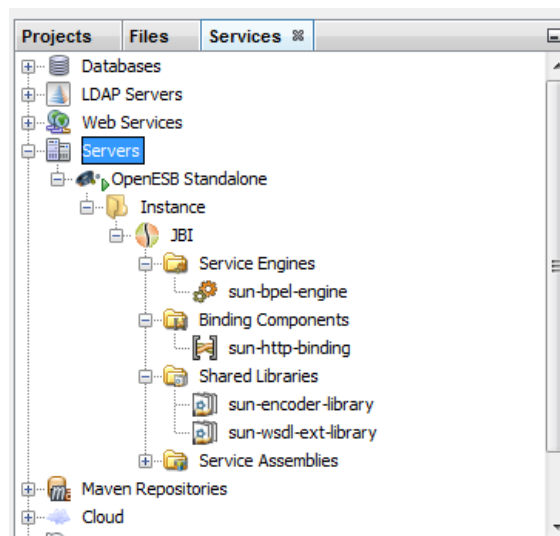 Projects Files Services
Databases
LDAP Servers
Web Services
Servers
OpenESB Standalone
Instance
JBI
Service Engines
sun-bpel-engine
Binding Components
sun-http-binding
Shared Libraries
sun-encoder-library
sun-wsdl-ext-library
Service Assemblies
Maven Repositories
Cloud